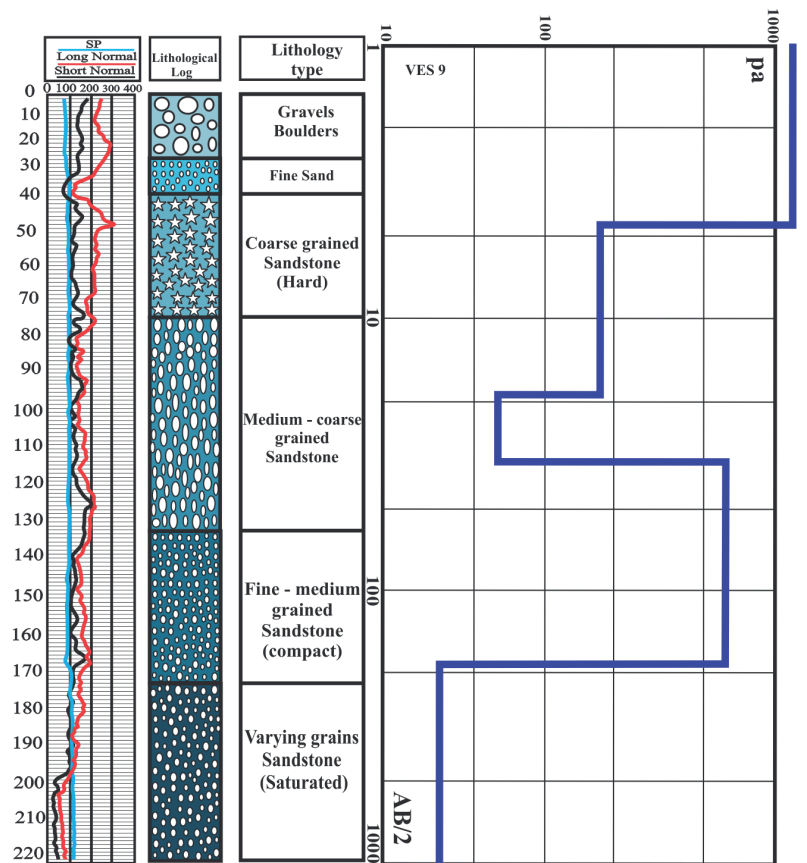 SP
Long Normal
Short Normal
0 100 200 300 400
Lithological
Log
Lithology
type
0
10
20
30
40
50
60
70
80
90
100
110
120
130
140
150
160
170
180
190
200
210
220
Gravels
Boulders
Fine Sand
Coarse grained
Sandstone
(Hard)
Medium - coarse
grained
Sandstone
Fine - medium
grained
Sandstone
(compact)
Varying grains
Sandstone
(Saturated)
10
100
1000
pa
VES 9
1
10
100
1000
AB/2